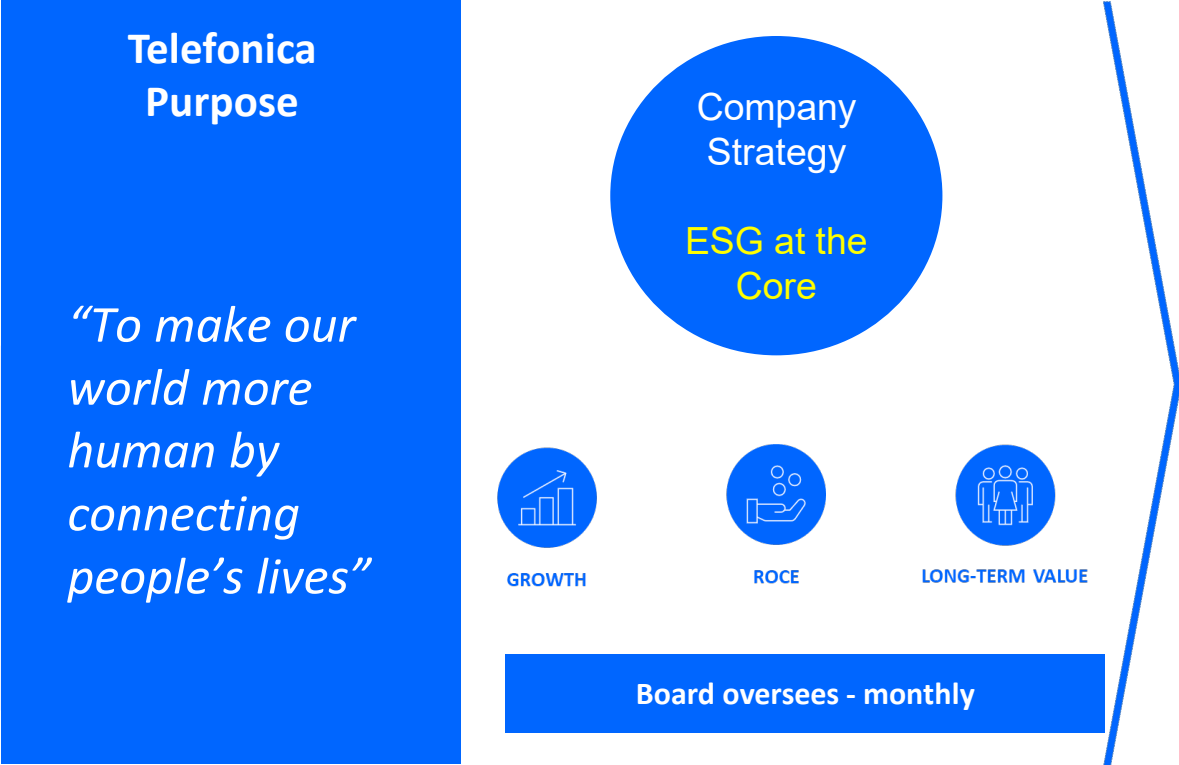 Telefonica
Purpose
“To make our
world more
human by
connecting
people’s lives”
Company
Strategy
ESG at the
Core
GROWTH
ROCE
LONG-TERM VALUE
Board oversees - monthly